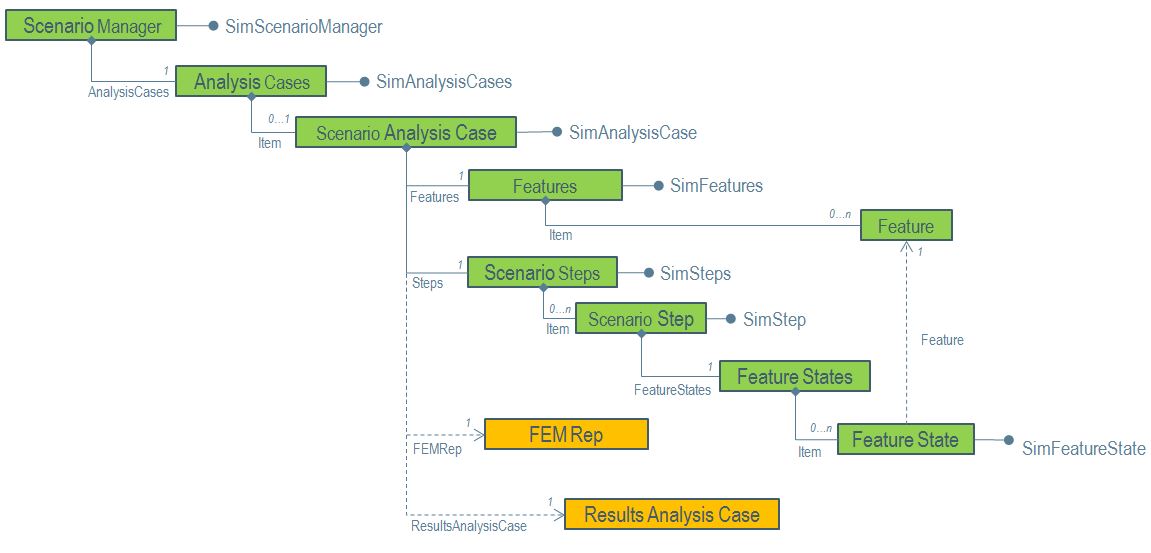 Scenario Manager
SimScenarioManager
1
AnalysisCases
Analysis Cases
SimAnalysisCases
0...1
Item
Scenario Analysis Case
SimAnalysisCase
1
Features
Features
SimFeatures
0...n
Item
Feature
1
1
Steps
Scenario Steps
SimSteps
0...n
Item
Scenario Step
SimStep
Feature
1
FeatureStates
Feature States
1
FEMRep
FEM Rep
0...n
Item
Feature State
SimFeatureState
1
ResultsAnalysisCase
Results Analysis Case